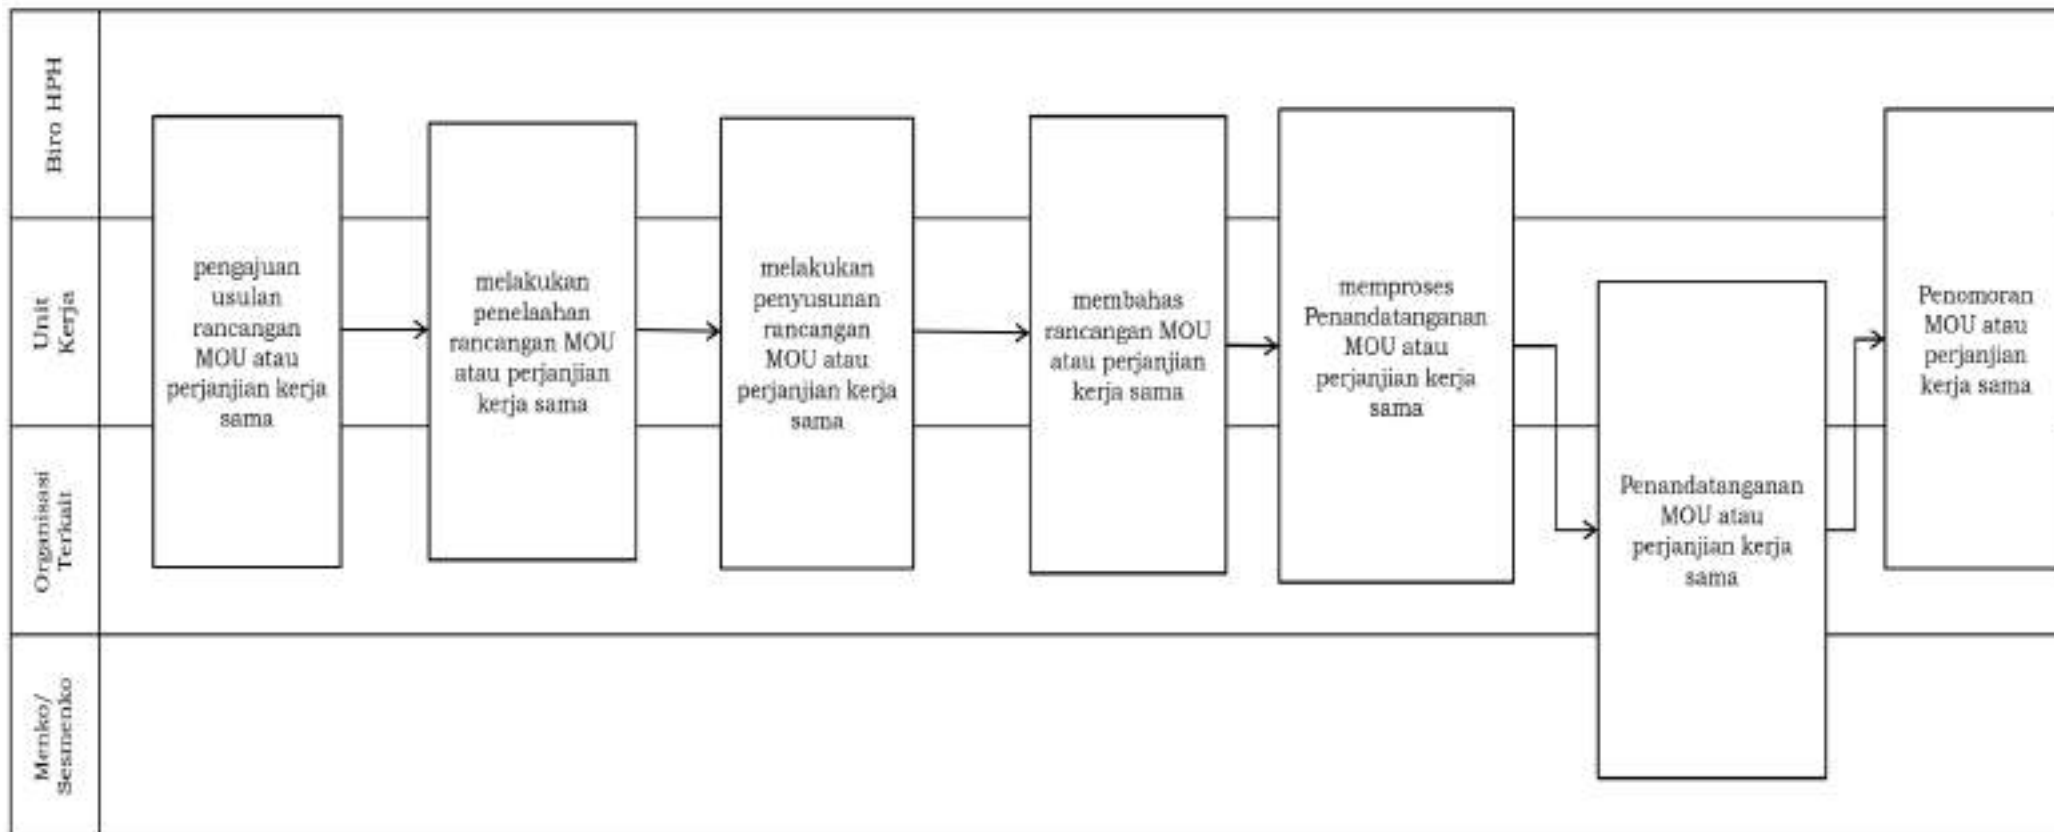 Biro HPH
pengajuan
usulan
rancangan
MOU atau
perjanjian kerja
sama
melakukan
penelaahan
rancangan MOU
atau perjanjian
kerja sama
melakukan
penyusunan
rancangan
MOU atau
perjanjian kerja
sama
membahas
rancangan MOU
atau perjanjian
kerja sama
memproses
Penandatanganan
MOU atau
perjanjian kerja
sama
Penomoran
MOU atau
perjanjian
kerja sama
Unit
Kerja
Organisasi
Terkait
Penandatanganan
MOU atau
perjanjian kerja
sama
Menko/
Sesmenko